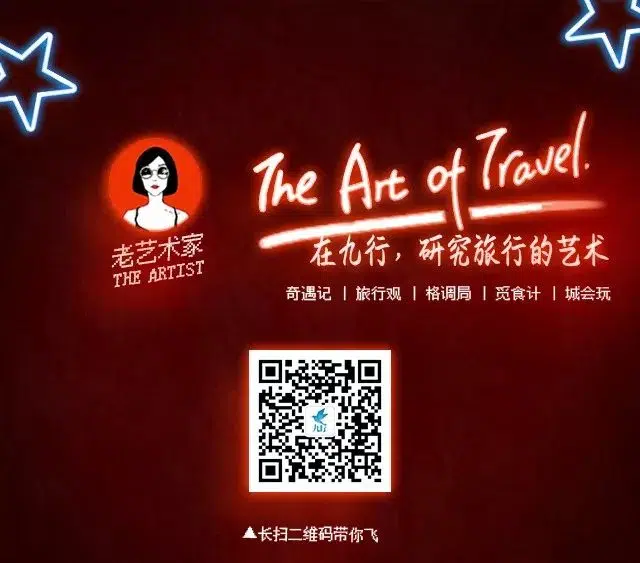 The Art of Travel.
老艺术家
THE ARTIST
在九行，研究旅行的艺术
奇遇记 | 旅行观 | 格调局 | 觅食计 | 城会玩
九行
▲长扫二维码带你飞